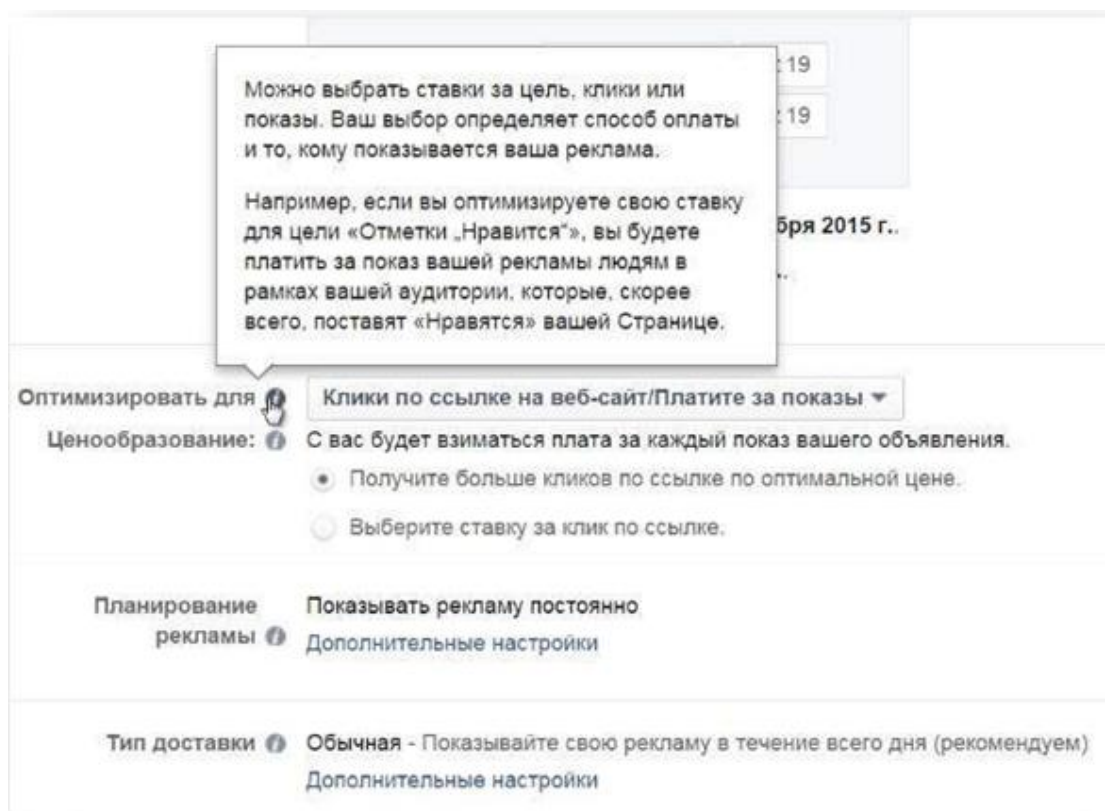 : 19
: 19
Можно выбрать ставки за цель, клики или
показы. Ваш выбор определяет способ оплаты
и то, кому показывается ваша реклама.
Например, если вы оптимизируете свою ставку
для цели «Отметки „Нравится“», вы будете
платить за показ вашей рекламы людям в
рамках вашей аудитории, которые, скорее
всего, поставят «Нравятся» вашей Странице.
бря 2015 г..
..
Оптимизировать для
Клики по ссылке на веб-сайт/Платите за показы
Ценообразование: С вас будет взиматься плата за каждый показ вашего объявления.
Получите больше кликов по ссылке по оптимальной цене.
Выберите ставку за клик по ссылке.
Планирование
рекламы
Показывать рекламу постоянно
Дополнительные настройки
Тип доставки Обычная - Показывайте свою рекламу в течение всего дня (рекомендуем)
Дополнительные настройки